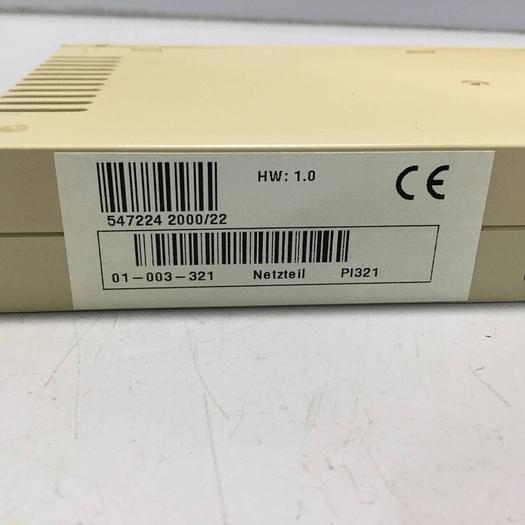 HW: 1.0
CE
547224 2000/22
01-003-321 Netzteil PI321